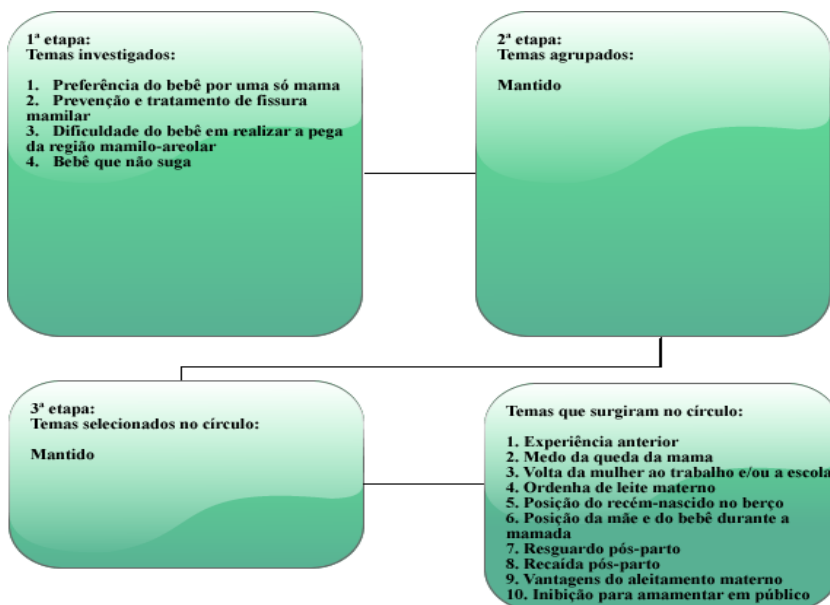 1ª etapa:
Temas investigados:
1. Preferência do bebê por uma só mama
2. Prevenção e tratamento de fissura
mamilar
3. Dificuldade do bebê em realizar a pega
da região mamilo-areolar
4. Bebê que não suga
2ª etapa:
Temas agrupados:
Mantido
3ª etapa:
Temas selecionados no círculo:
Mantido
Temas que surgiram no círculo:
1. Experiência anterior
2. Medo da queda da mama
3. Volta da mulher ao trabalho e/ou a escola
4. Ordenha de leite materno
5. Posição do recém-nascido no berço
6. Posição da mãe e do bebê durante a
mamada
7. Resguardo pós-parto
8. Recaída pós-parto
9. Vantagens do aleitamento materno
10. Inibição para amamentar em público